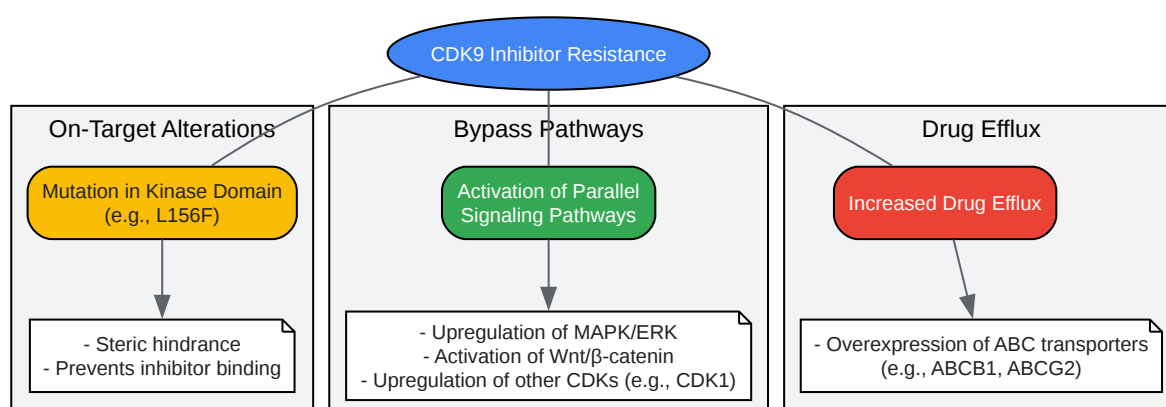 CDK9 Inhibitor Resistance
On-Target Alterations
Mutation in Kinase Domain
(e.g., L156F)
- Steric hindrance
- Prevents inhibitor binding
Bypass Pathways
Activation of Parallel
Signaling Pathways
- Upregulation of MAPK/ERK
- Activation of Wnt/β-catenin
- Upregulation of other CDKs (e.g., CDK1)
Drug Efflux
Increased Drug Efflux
- Overexpression of ABC transporters
(e.g., ABCB1, ABCG2)